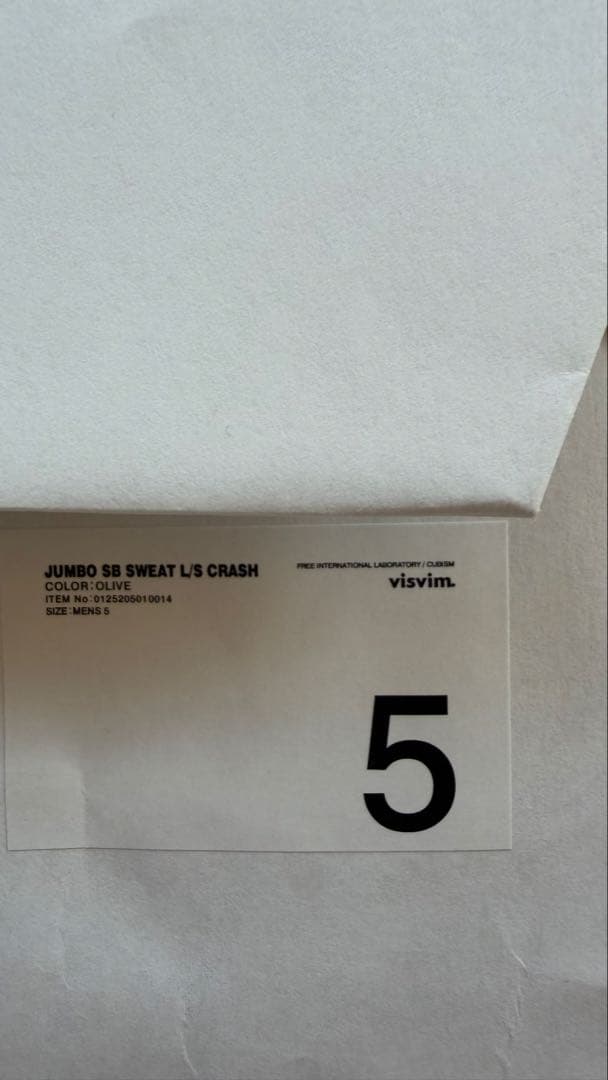 JUMBO SB SWEAT L/S CRASH
COLOR:OLIVE
ITEM No:0125205010014
SIZE:MENS 5
FREE INTERNATIONAL LABORATORY / CUBISM
visvim.
5